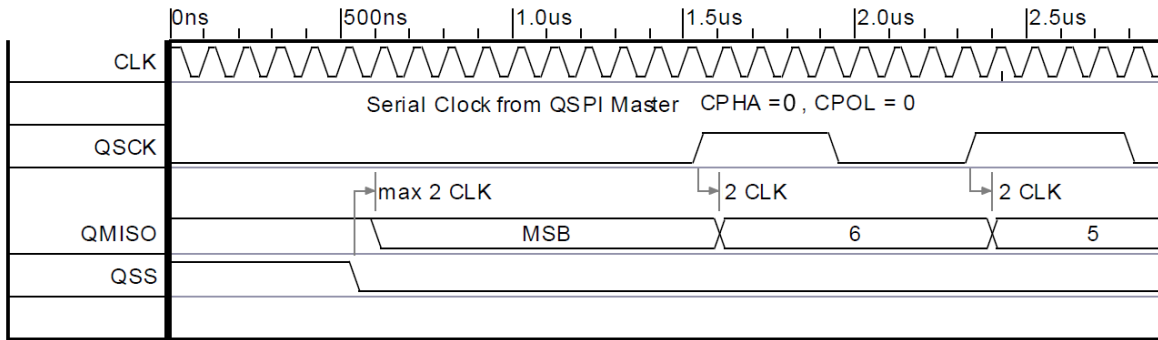 0ns 500ns 1.0us 1.5us 2.0us 2.5us
CLK
Serial Clock from QSPI Master CPHA =0 , CPOL = 0
QSCK
max 2 CLK 2 CLK 2 CLK
QMISO MSB 6 5
QSS